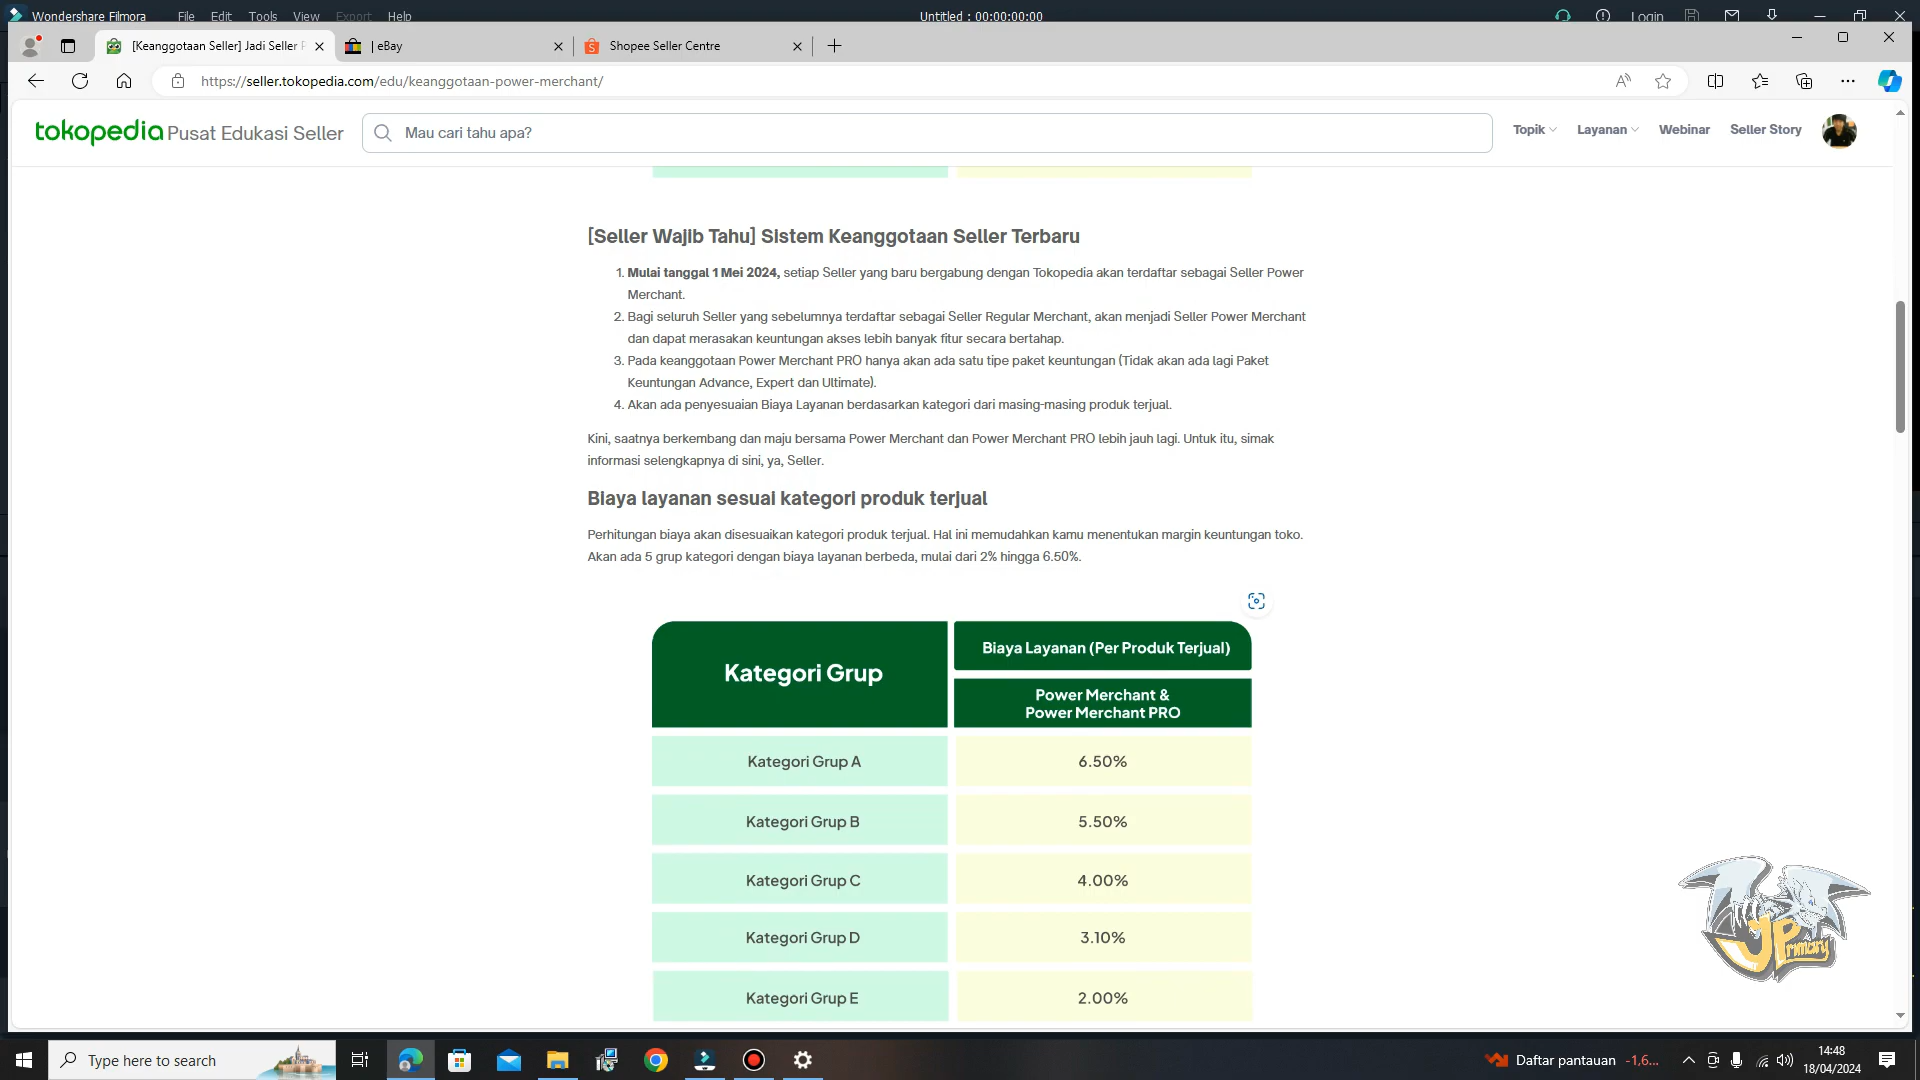 Wondershare Filmora File Edit Tools View Export Help Untitled : 00:00:00:00 Login
[Keanggotaan Seller] Jadi Seller P | eBay Shopee Seller Centre
https://seller.tokopedia.com/edu/keanggotaan-power-merchant/
tokopedia Pusat Edukasi Seller Mau cari tahu apa? Topik Layanan Webinar Seller Story
[Seller Wajib Tahu] Sistem Keanggotaan Seller Terbaru
1. Mulai tanggal 1 Mei 2024, setiap Seller yang baru bergabung dengan Tokopedia akan terdaftar sebagai Seller Power
Merchant.
2. Bagi seluruh Seller yang sebelumnya terdaftar sebagai Seller Regular Merchant, akan menjadi Seller Power Merchant
dan dapat merasakan keuntungan akses lebih banyak fitur secara bertahap.
3. Pada keanggotaan Power Merchant PRO hanya akan ada satu tipe paket keuntungan (Tidak akan ada lagi Paket
Keuntungan Advance, Expert dan Ultimate).
4. Akan ada penyesuaian Biaya Layanan berdasarkan kategori dari masing-masing produk terjual.
Kini, saatnya berkembang dan maju bersama Power Merchant dan Power Merchant PRO lebih jauh lagi. Untuk itu, simak
informasi selengkapnya di sini, ya, Seller.
Biaya layanan sesuai kategori produk terjual
Perhitungan biaya akan disesuaikan kategori produk terjual. Hal ini memudahkan kamu menentukan margin keuntungan toko.
Akan ada 5 grup kategori dengan biaya layanan berbeda, mulai dari 2% hingga 6.50%.
Kategori Grup
Biaya Layanan (Per Produk Terjual)
Power Merchant &
Power Merchant PRO
Kategori Grup A 6.50%
Kategori Grup B 5.50%
Kategori Grup C 4.00%
Kategori Grup D 3.10%
Kategori Grup E 2.00%
JPrimary
Type here to search Daftar pantauan -1,6... 14:48
18/04/2024